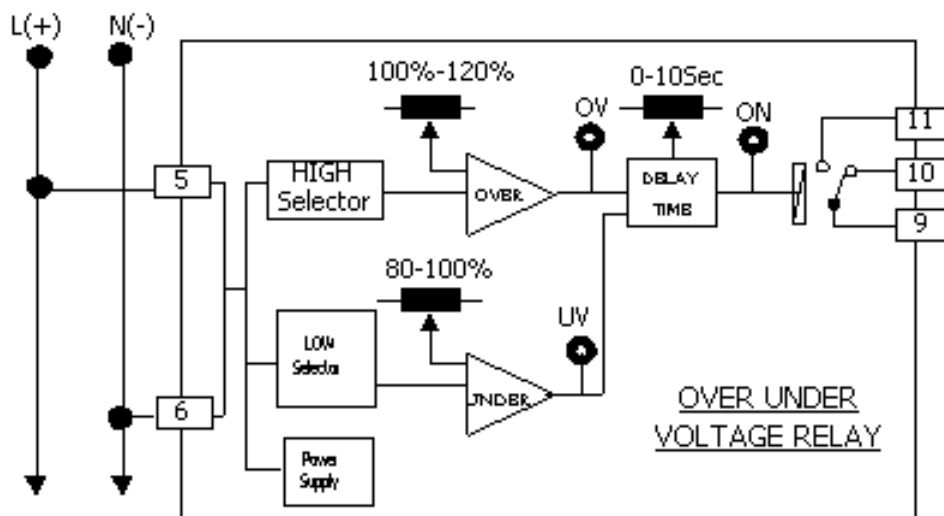 L(+) N(-)
100%-120%
0-10Sec
OV
ON
11
5
HIGH
Selector
OVER
DELAY
TIME
10
9
80-100%
UV
LOW
Selector
UNDER
6
OVER UNDER
VOLTAGE RELAY
Power
Supply